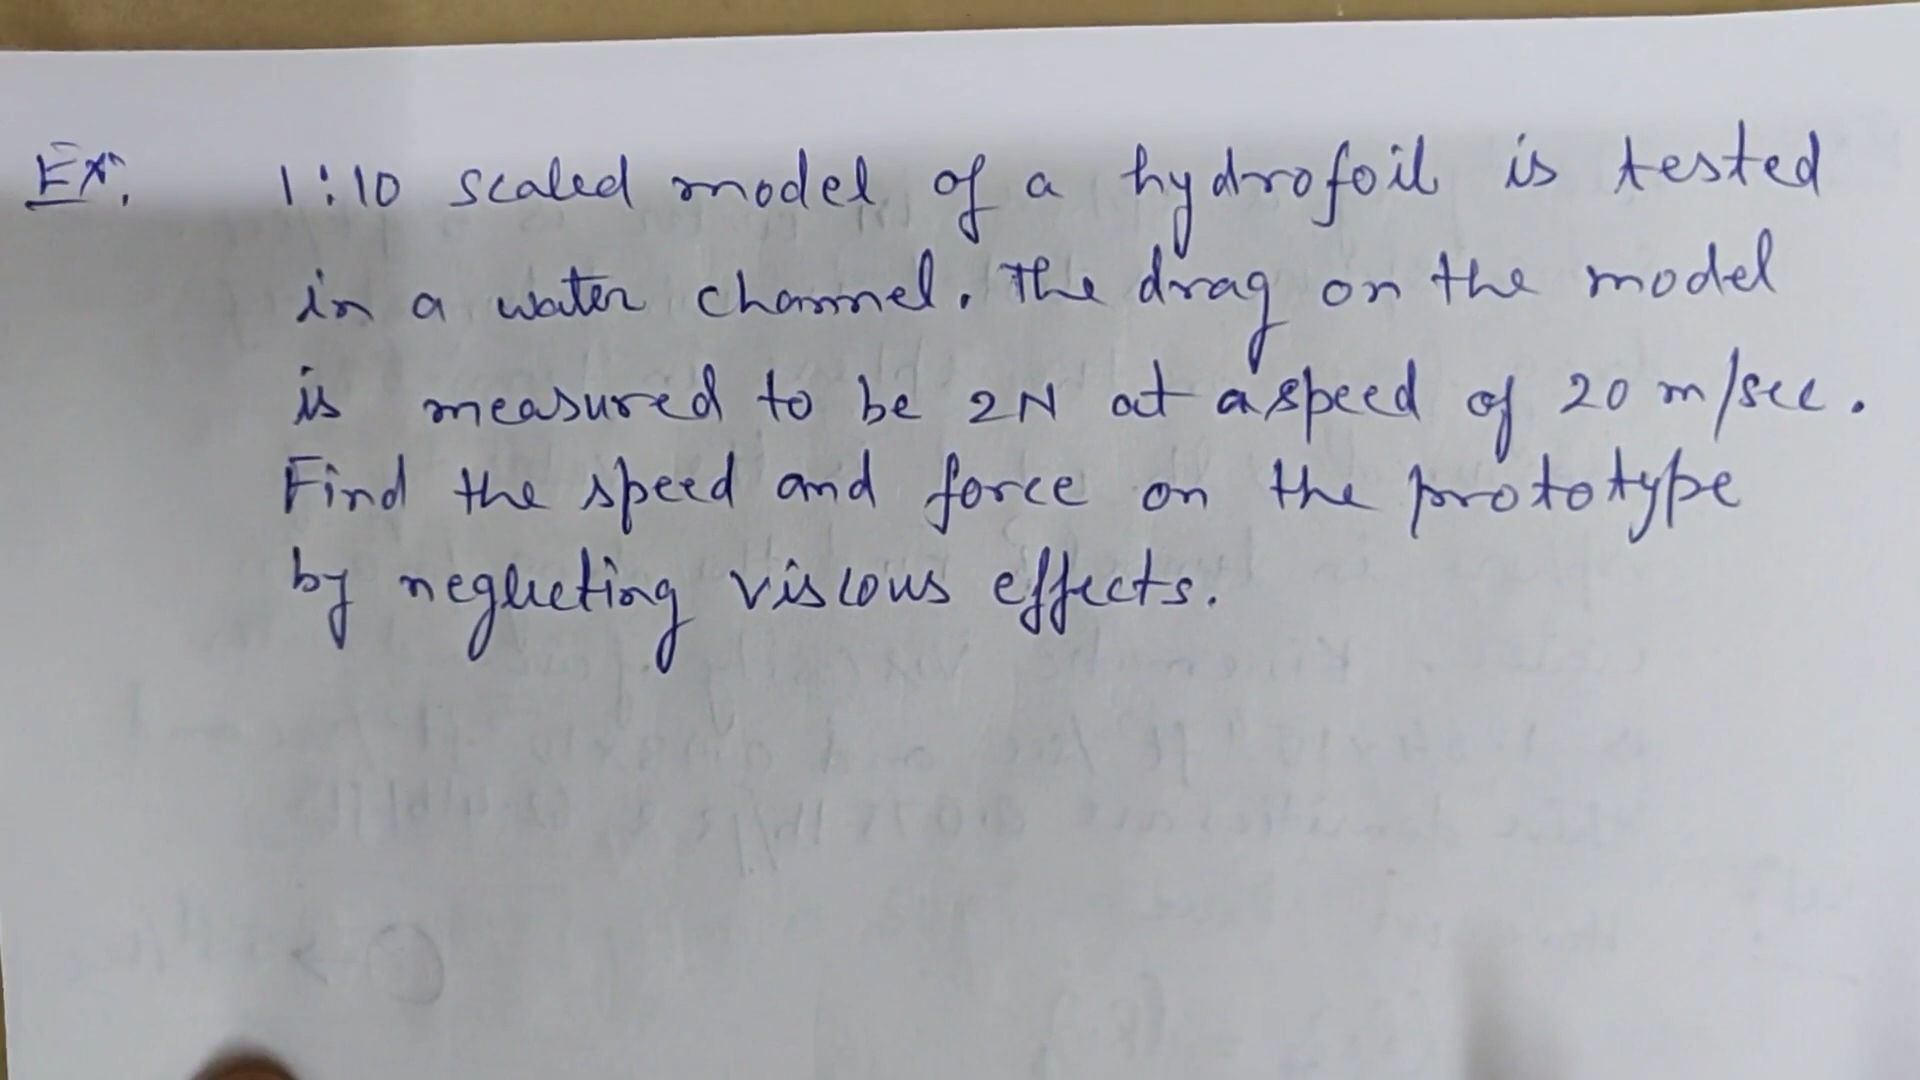 Ex. 1:10 scaled model of a hydrofoil is tested
in a water channel. The drag on the model
is measured to be 2N at a speed of 20 m/sec.
Find the speed and force on the prototype
by neglecting viscous effects.